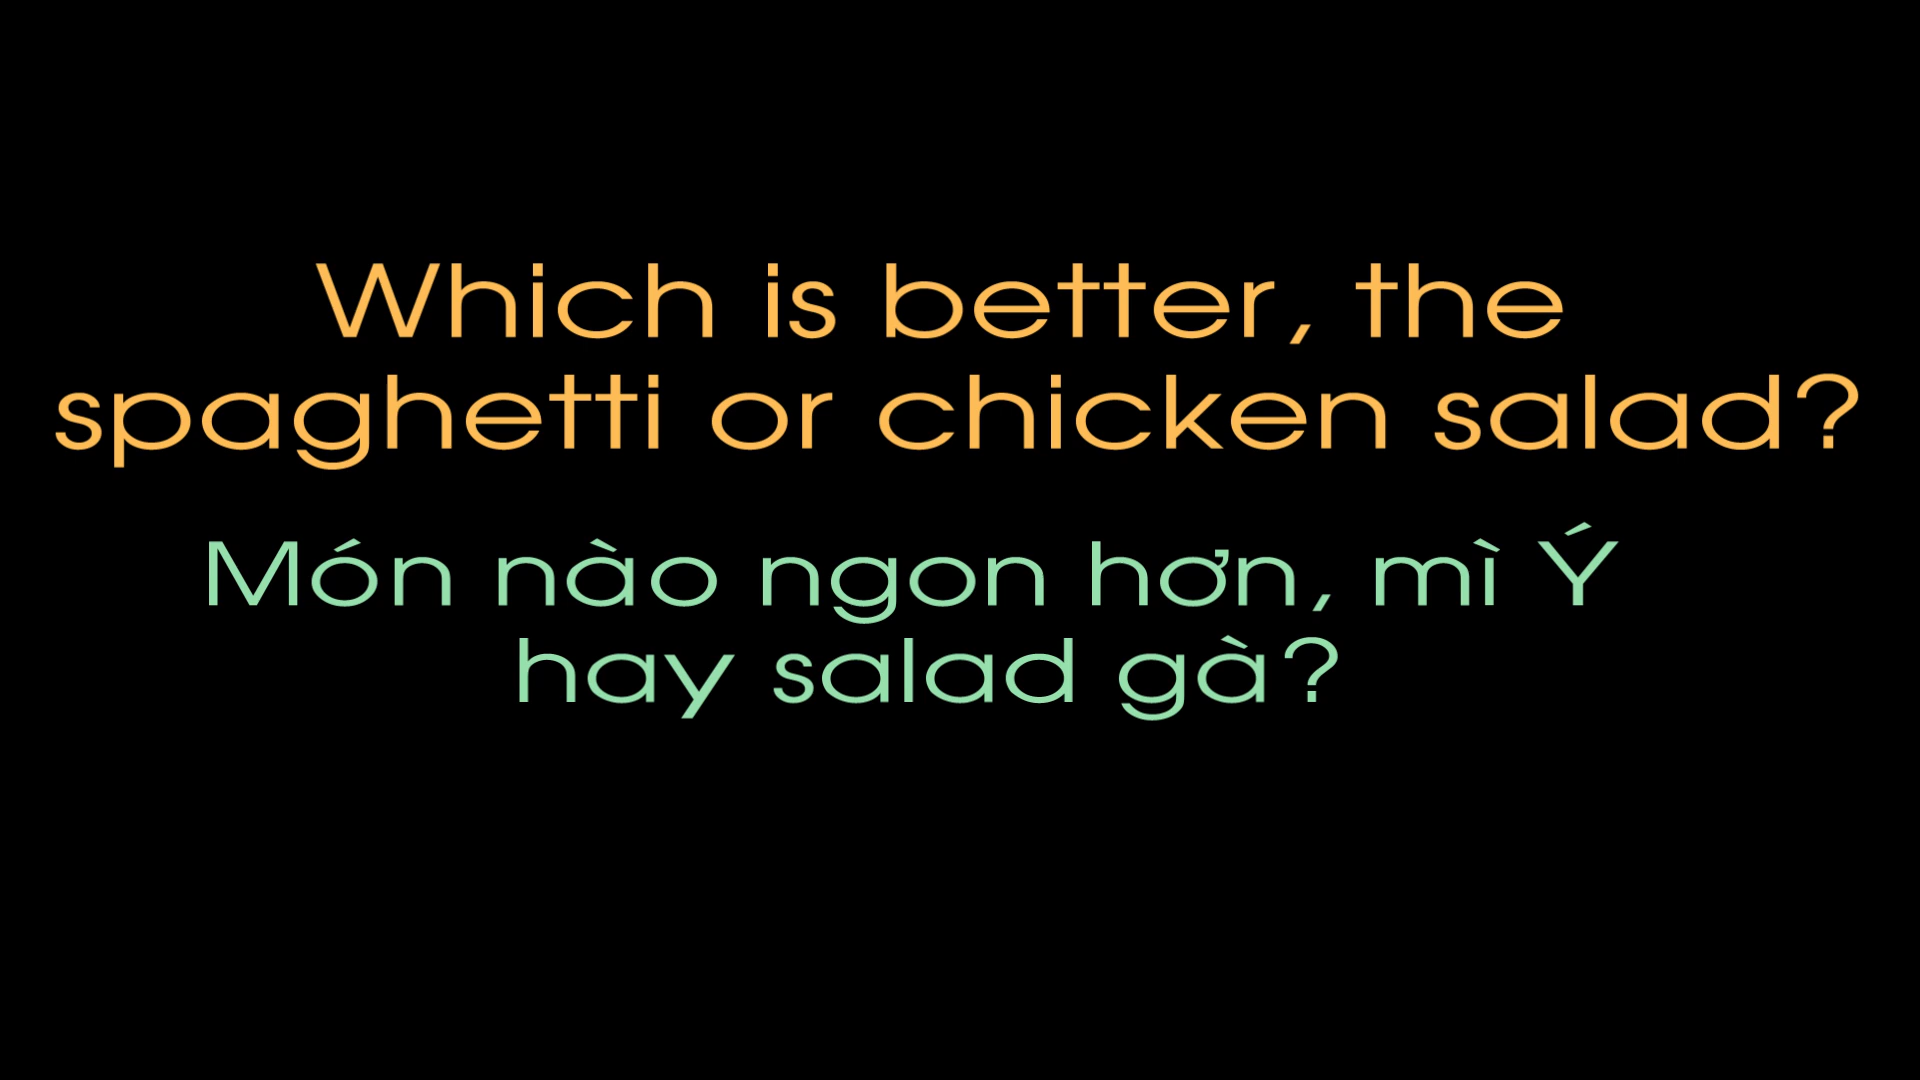 Which is better, the
spaghetti or chicken salad?
Món nào ngon hơn, mì Ý
hay salad gà?